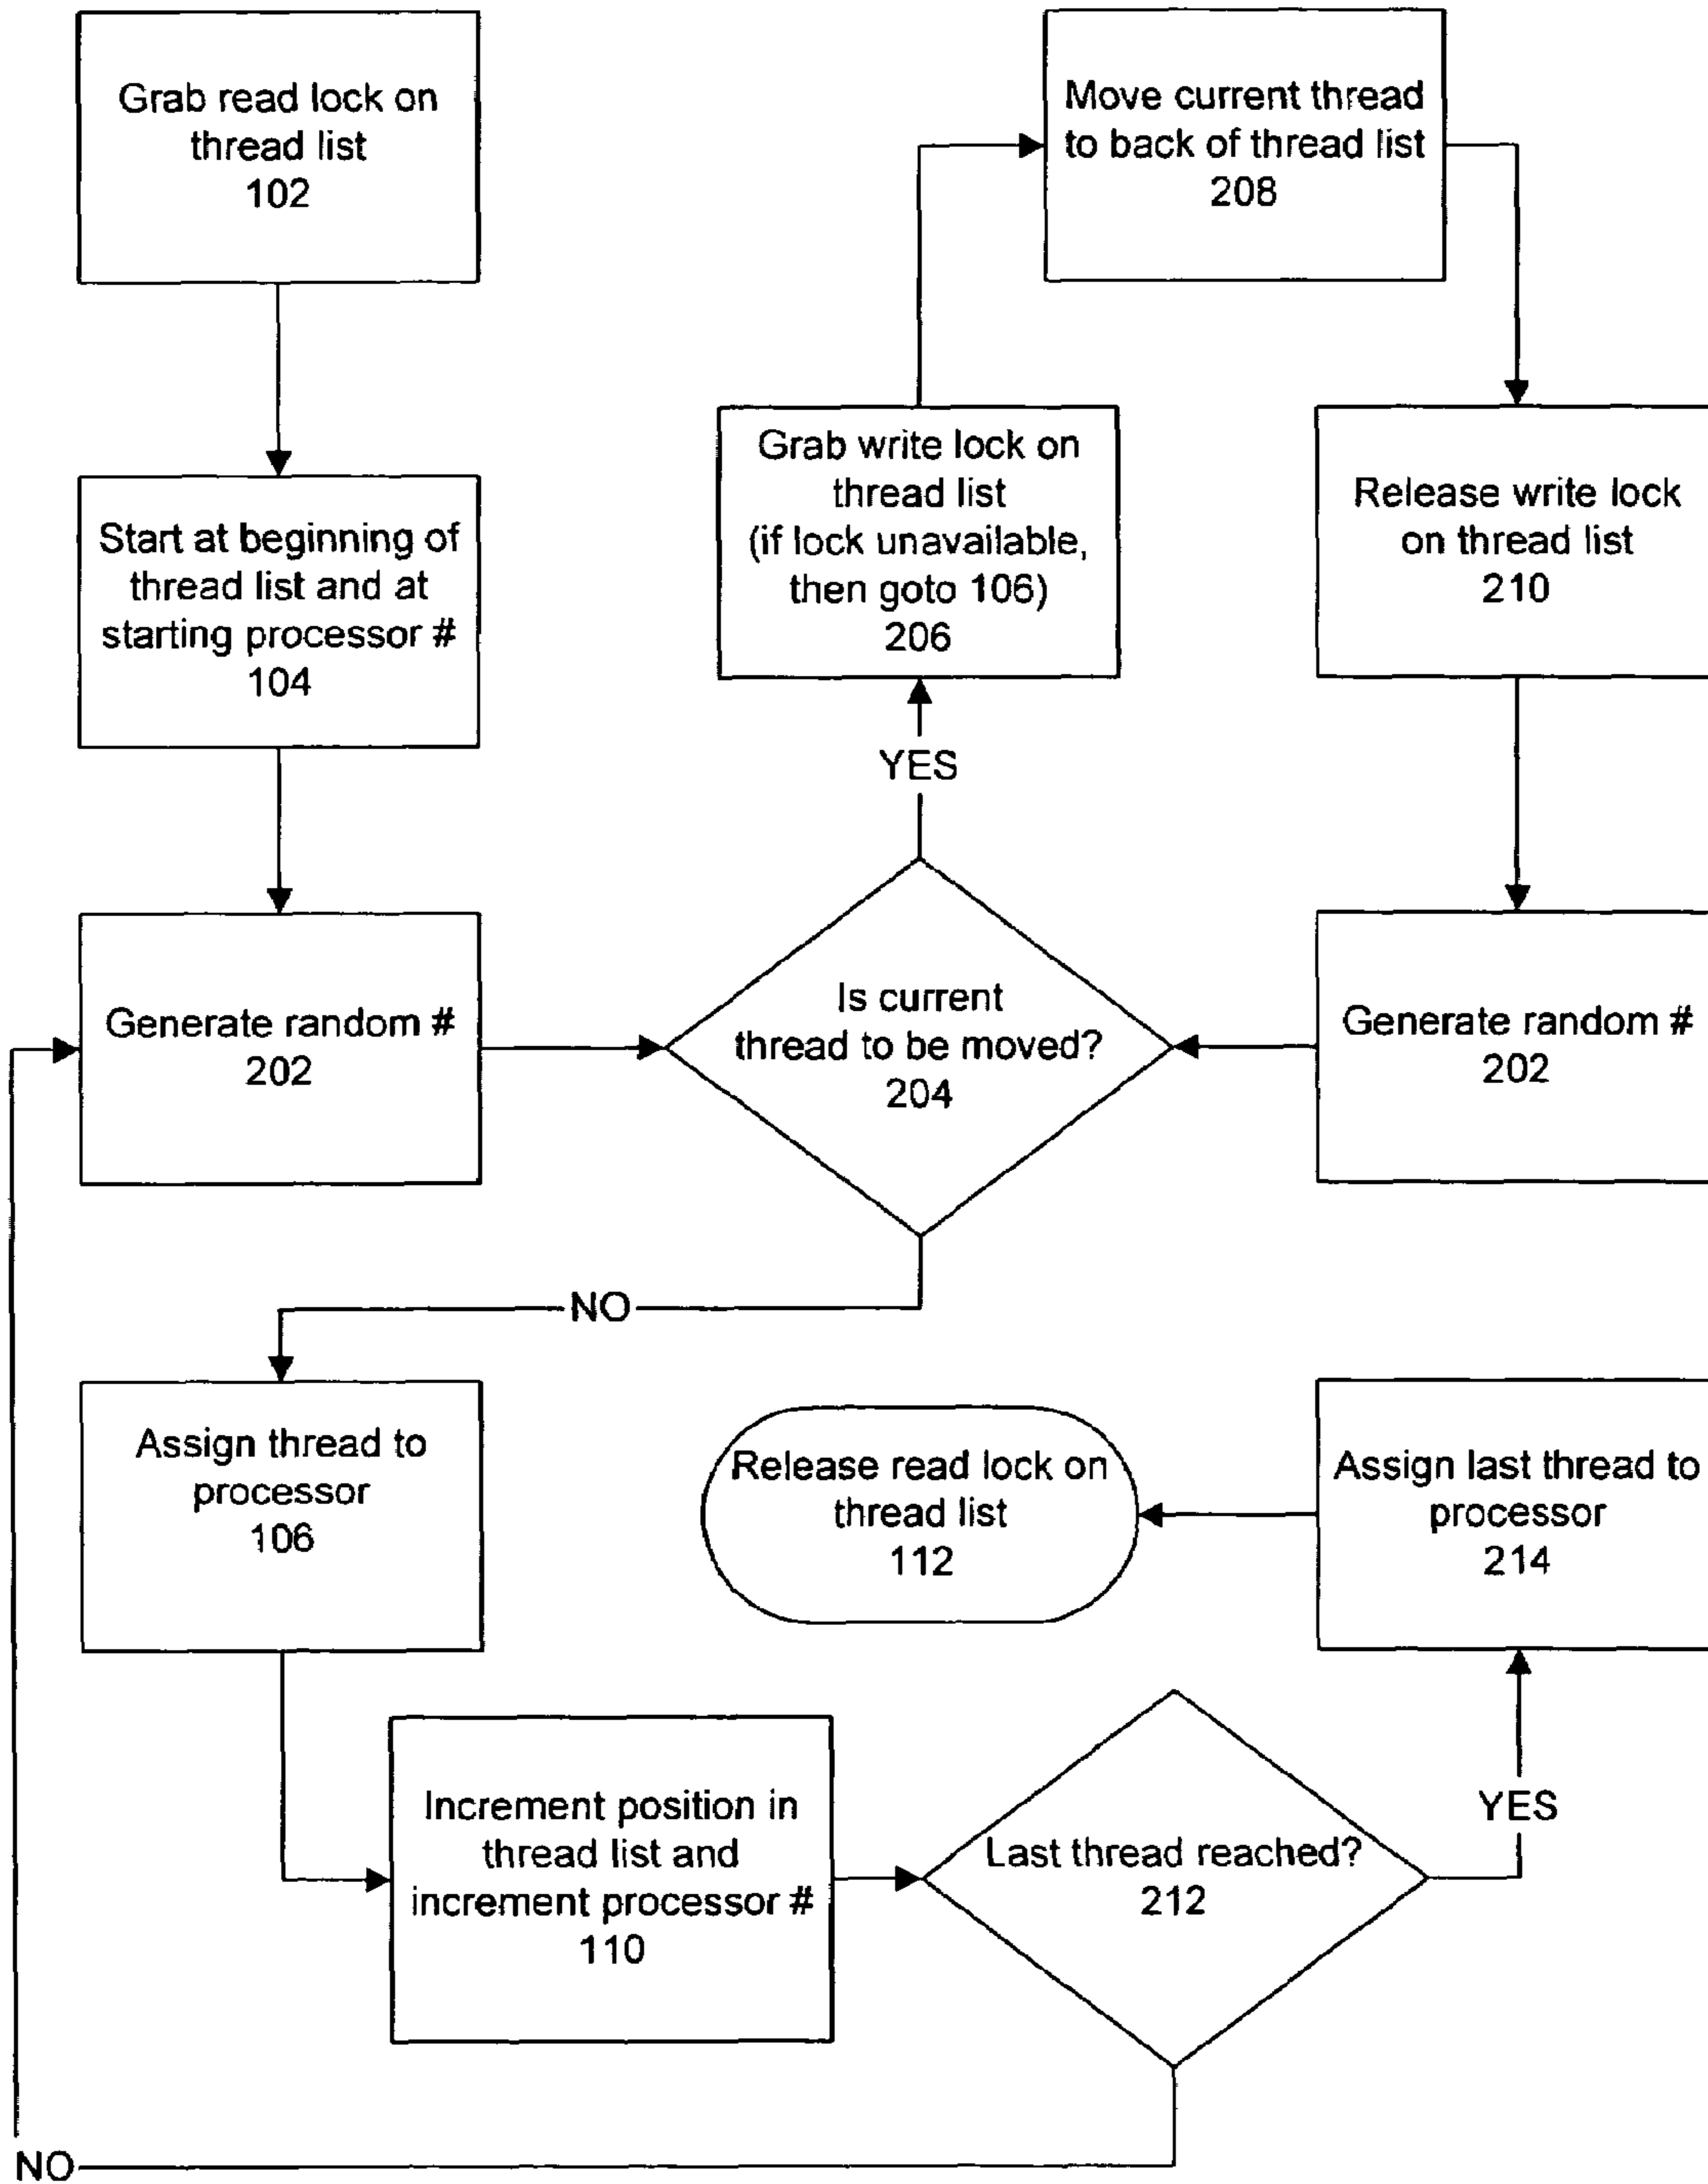 Grab read lock on
thread list
102
Move current thread
to back of thread list
208
Start at beginning of
thread list and at
starting processor #
104
Grab write lock on
thread list
(if lock unavailable,
then goto 106)
206
Release write lock
on thread list
210
YES
Generate random #
202
Is current
thread to be moved?
204
Generate random #
202
NO
Assign thread to
processor
106
Release read lock on
thread list
112
Assign last thread to
processor
214
Increment position in
thread list and
increment processor #
110
Last thread reached?
212
YES
NO